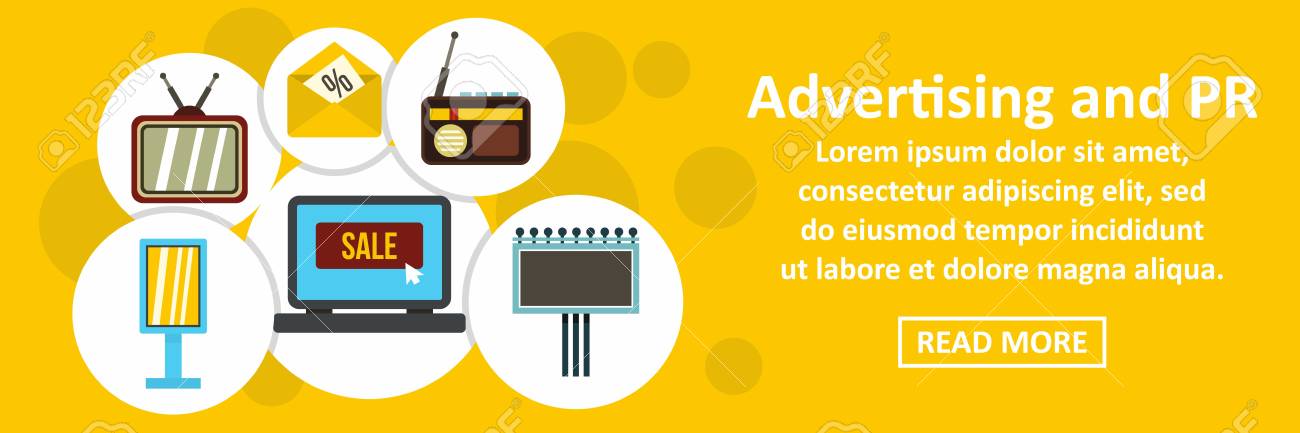 %
SALE
Advertising and PR
Lorem ipsum dolor sit amet,
consectetur adipiscing elit, sed
do eiusmod tempor incididunt
ut labore et dolore magna aliqua.
READ MORE
123RF